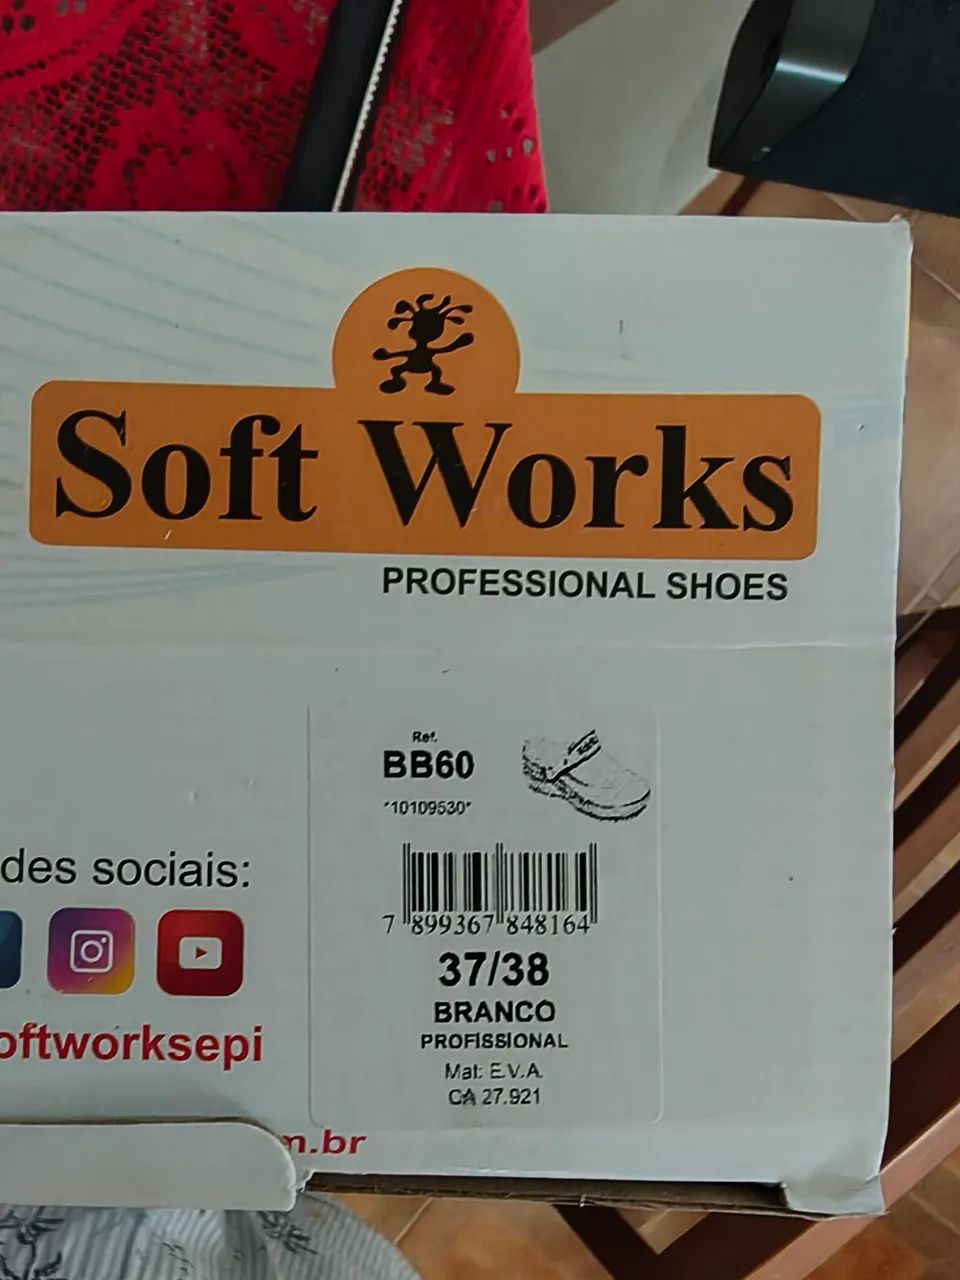 Soft Works
PROFESSIONAL SHOES
Ref.
BB60
*10109530*
7 899367 848164
37/38
BRANCO
PROFISSIONAL
Mat: E.V.A.
CA 27.921
des sociais:
oftworksepi
m.br